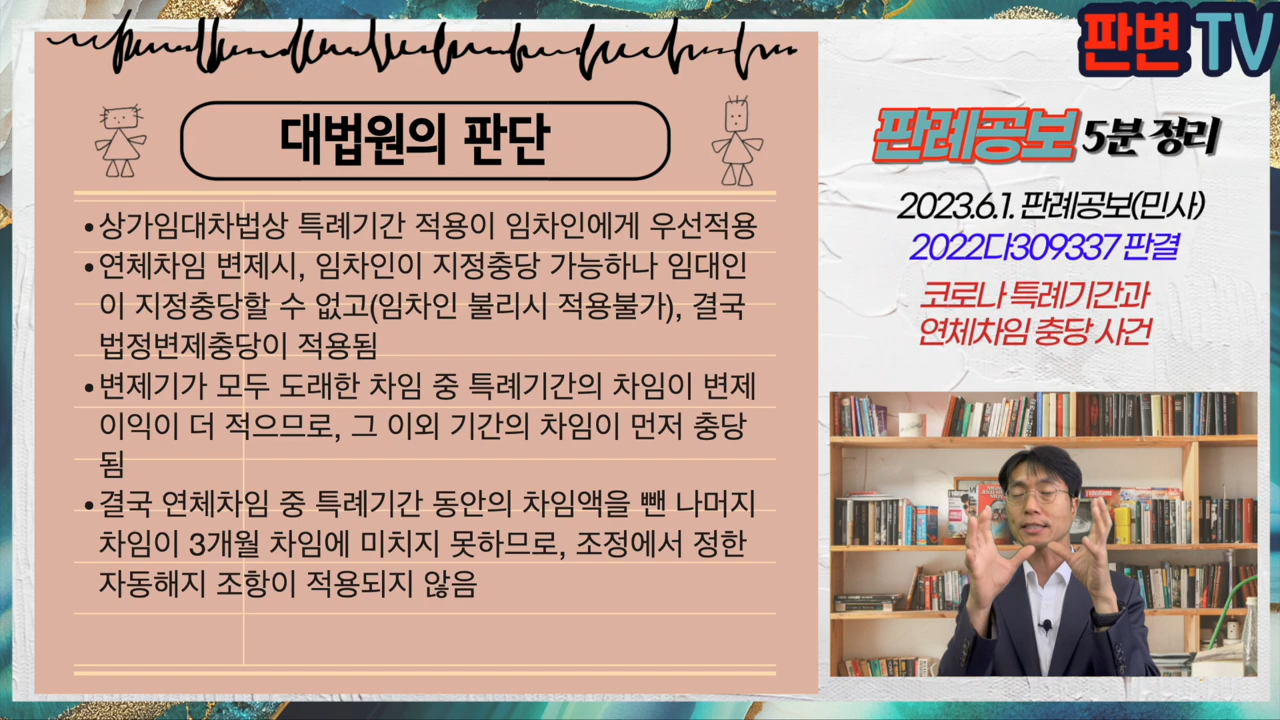 판변 TV
대법원의 판단
•상가임대차법상 특례기간 적용이 임차인에게 우선적용
•연체차임 변제시, 임차인이 지정충당 가능하나 임대인
이 지정충당할 수 없고(임차인 불리시 적용불가), 결국
법정변제충당이 적용됨
•변제기가 모두 도래한 차임 중 특례기간의 차임이 변제
이익이 더 적으므로, 그 이외 기간의 차임이 먼저 충당
됨
•결국 연체차임 중 특례기간 동안의 차임액을 뺀 나머지
차임이 3개월 차임에 미치지 못하므로, 조정에서 정한
자동해지 조항이 적용되지 않음
판례공보 5분 정리
2023.6.1. 판례공보(민사)
2022다309337 판결
코로나 특례기간과
연체차임 충당 사건